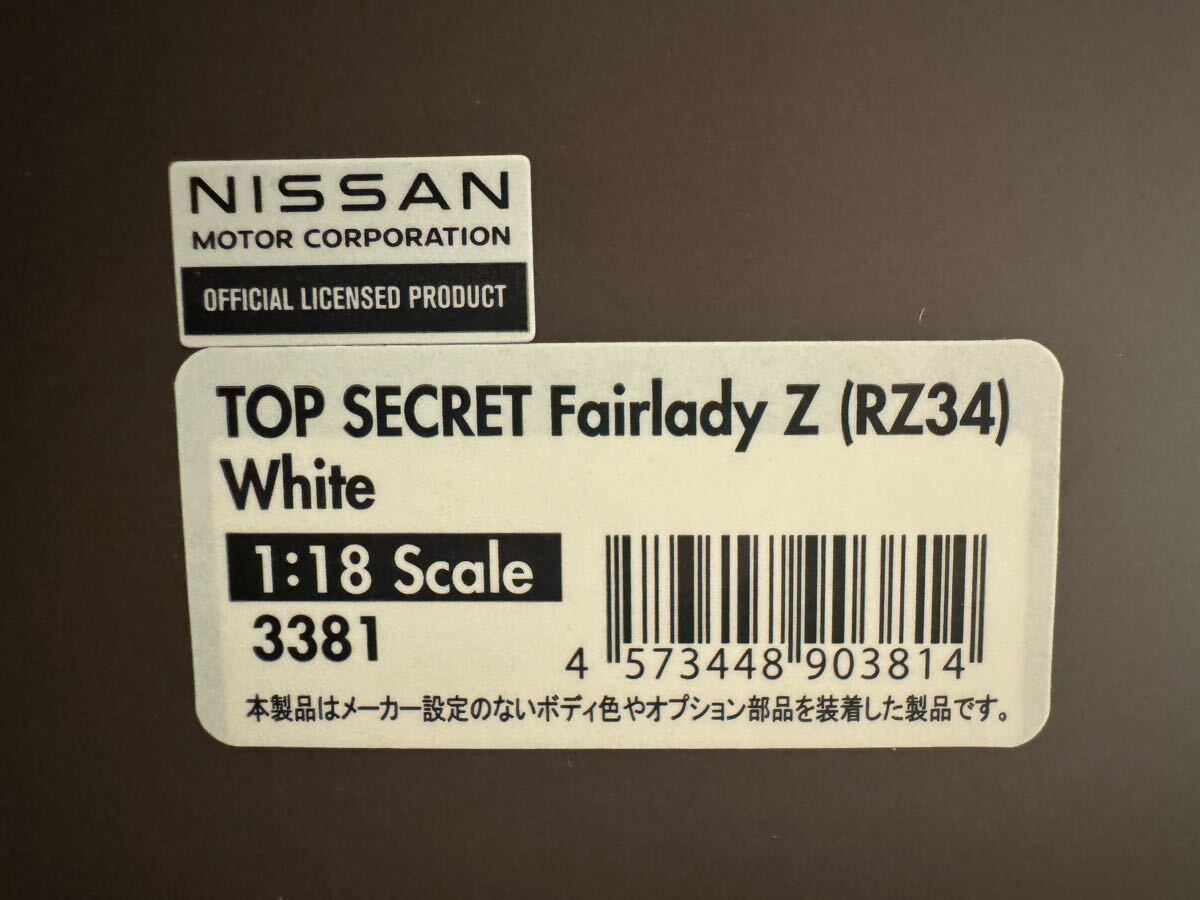 NISSAN
MOTOR CORPORATION
OFFICIAL LICENSED PRODUCT
TOP SECRET Fairlady Z (RZ34)
White
1:18 Scale
3381
4 573448 903814
本製品はメーカー設定のないボディ色やオプション部品を装着した製品です。